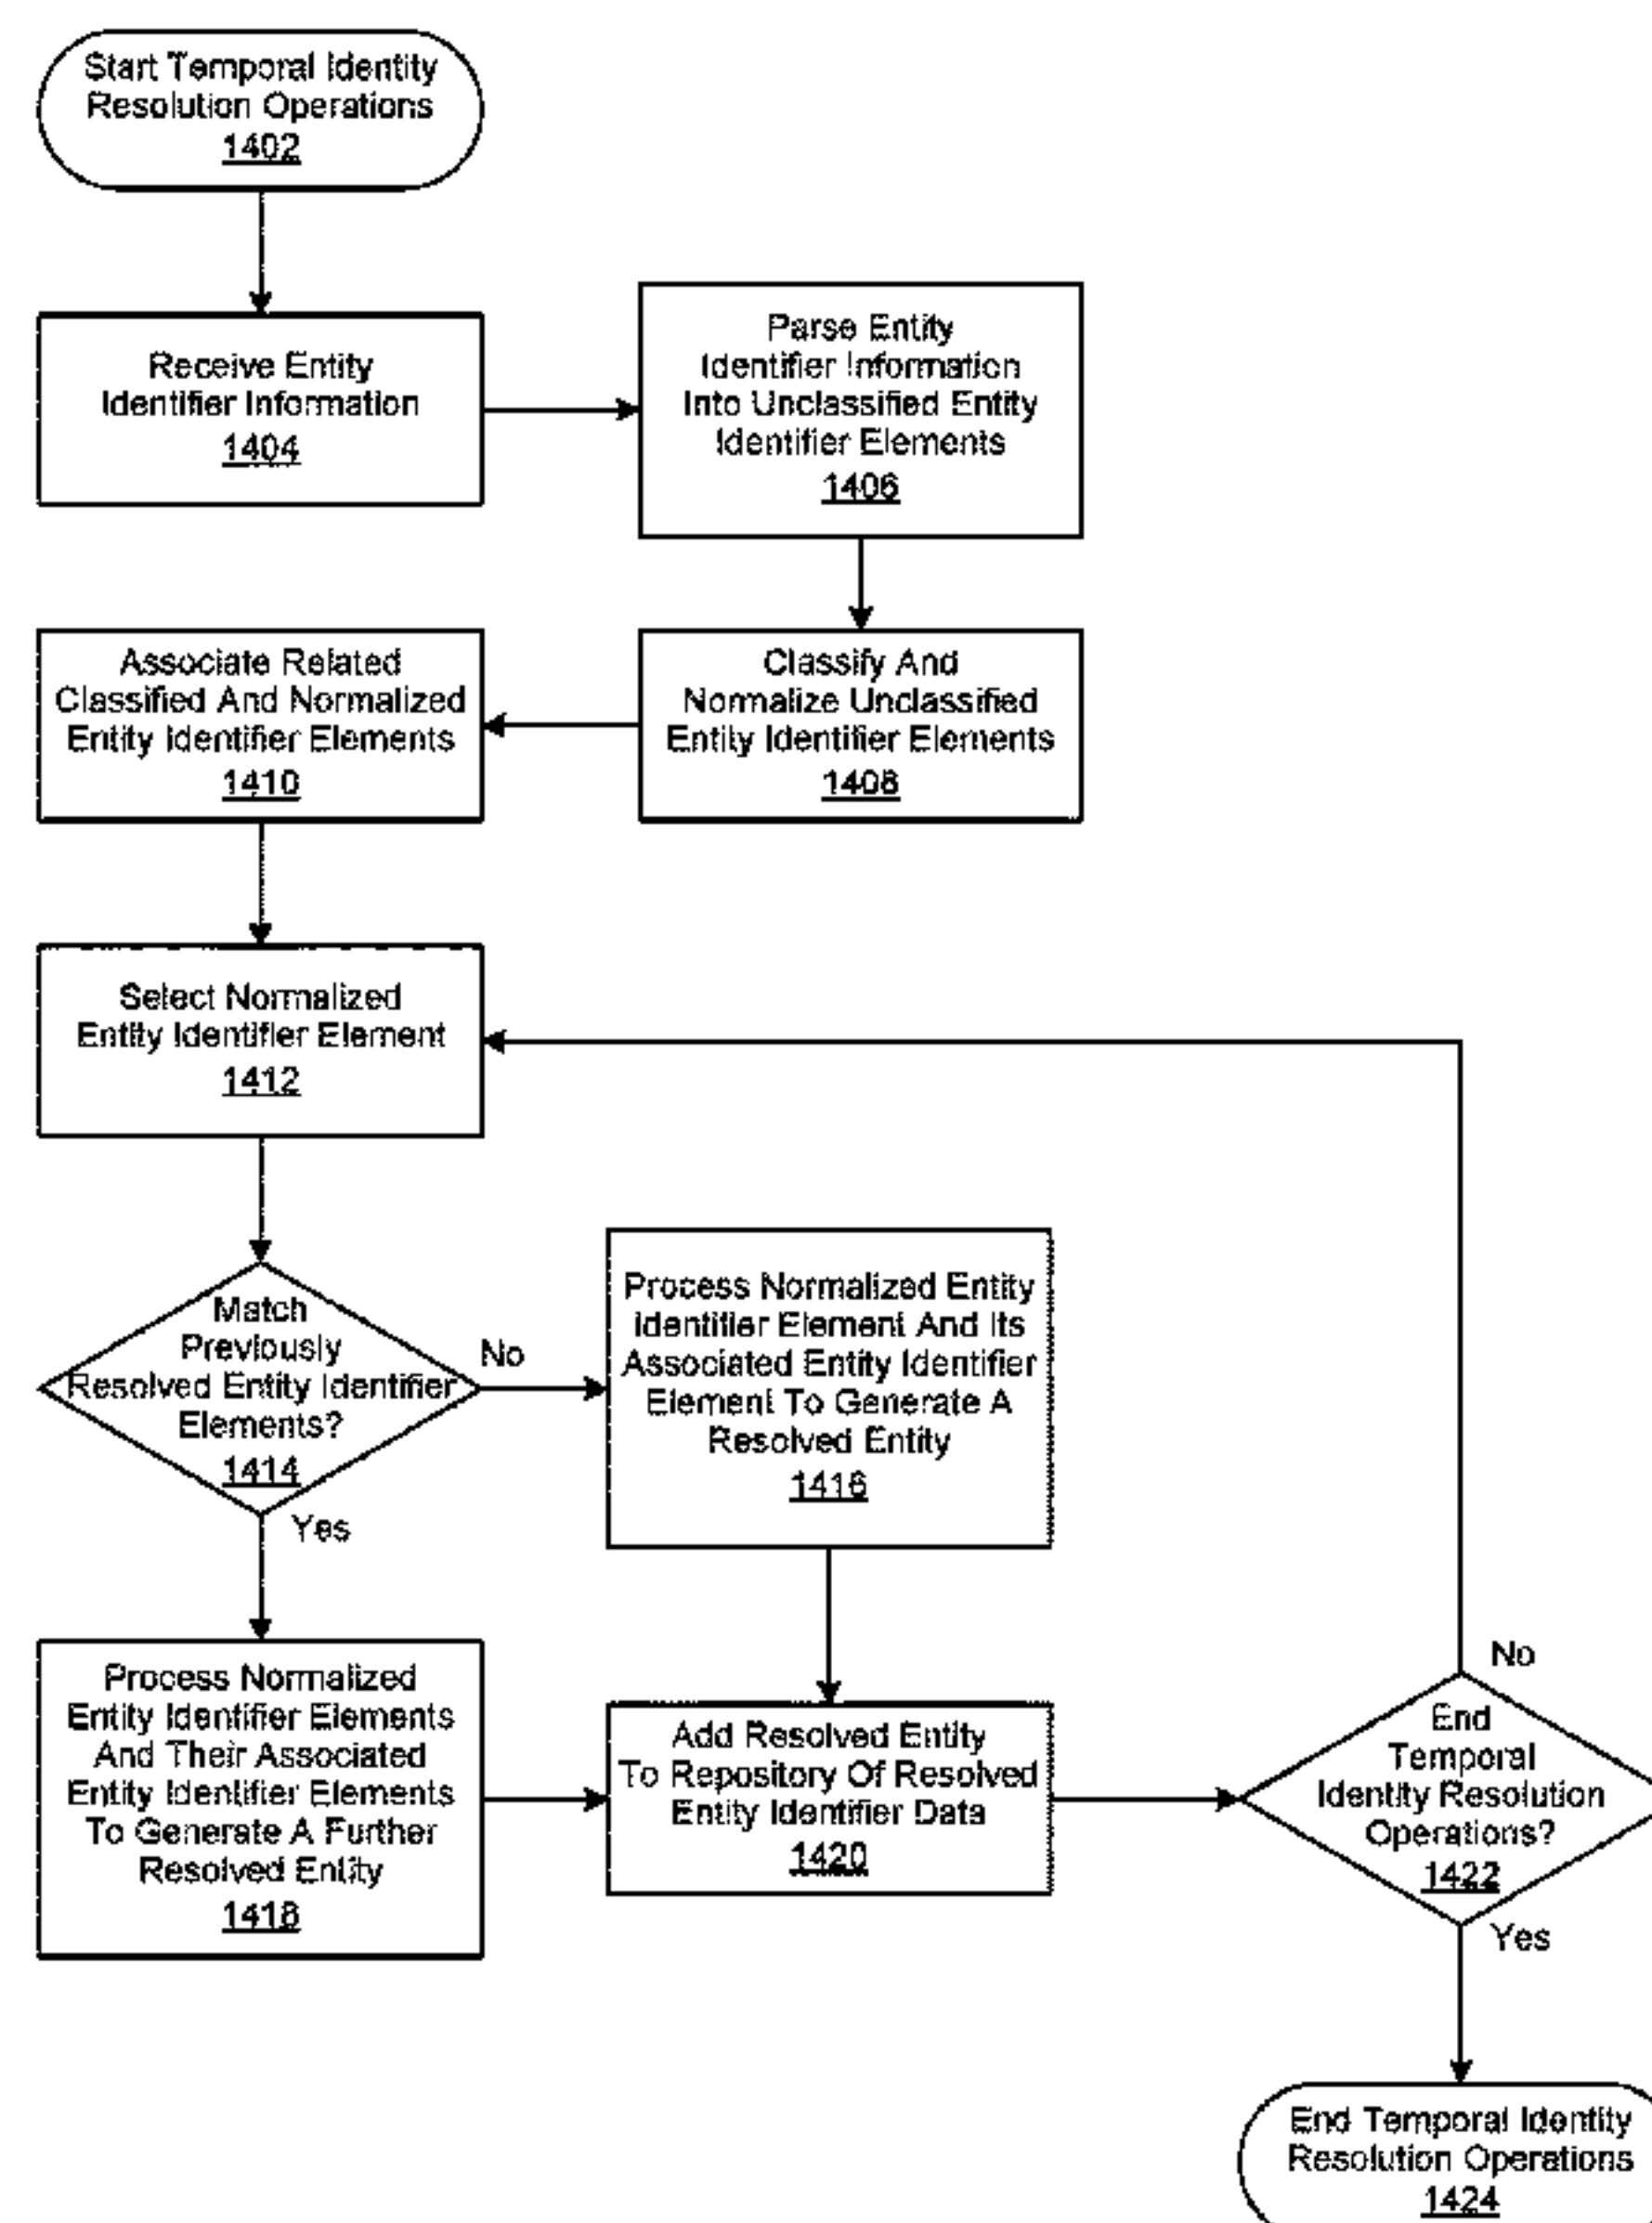 Start Temporal Identity
Resolution Operations
1402
Receive Entity
Identifier Information
1404
Parse Entity
Identifier Information
Into Unclassified Entity
Identifier Elements
1406
Associate Related
Classified And Normalized
Entity Identifier Elements
1410
Classify And
Normalize Unclassified
Entity Identifier Elements
1408
Select Normalized
Entity Identifier Element
1412
Match
Previously
Resolved Entity Identifier
Elements?
1414
No
Yes
Process Normalized Entity
Identifier Element And Its
Associated Entity Identifier
Element To Generate A
Resolved Entity
1416
Process Normalized
Entity Identifier Elements
And Their Associated
Entity Identifier Elements
To Generate A Further
Resolved Entity
1418
Add Resolved Entity
To Repository Of Resolved
Entity Identifier Data
1420
No
End
Temporal
Identity Resolution
Operations?
1422
Yes
End Temporal Identity
Resolution Operations
1424